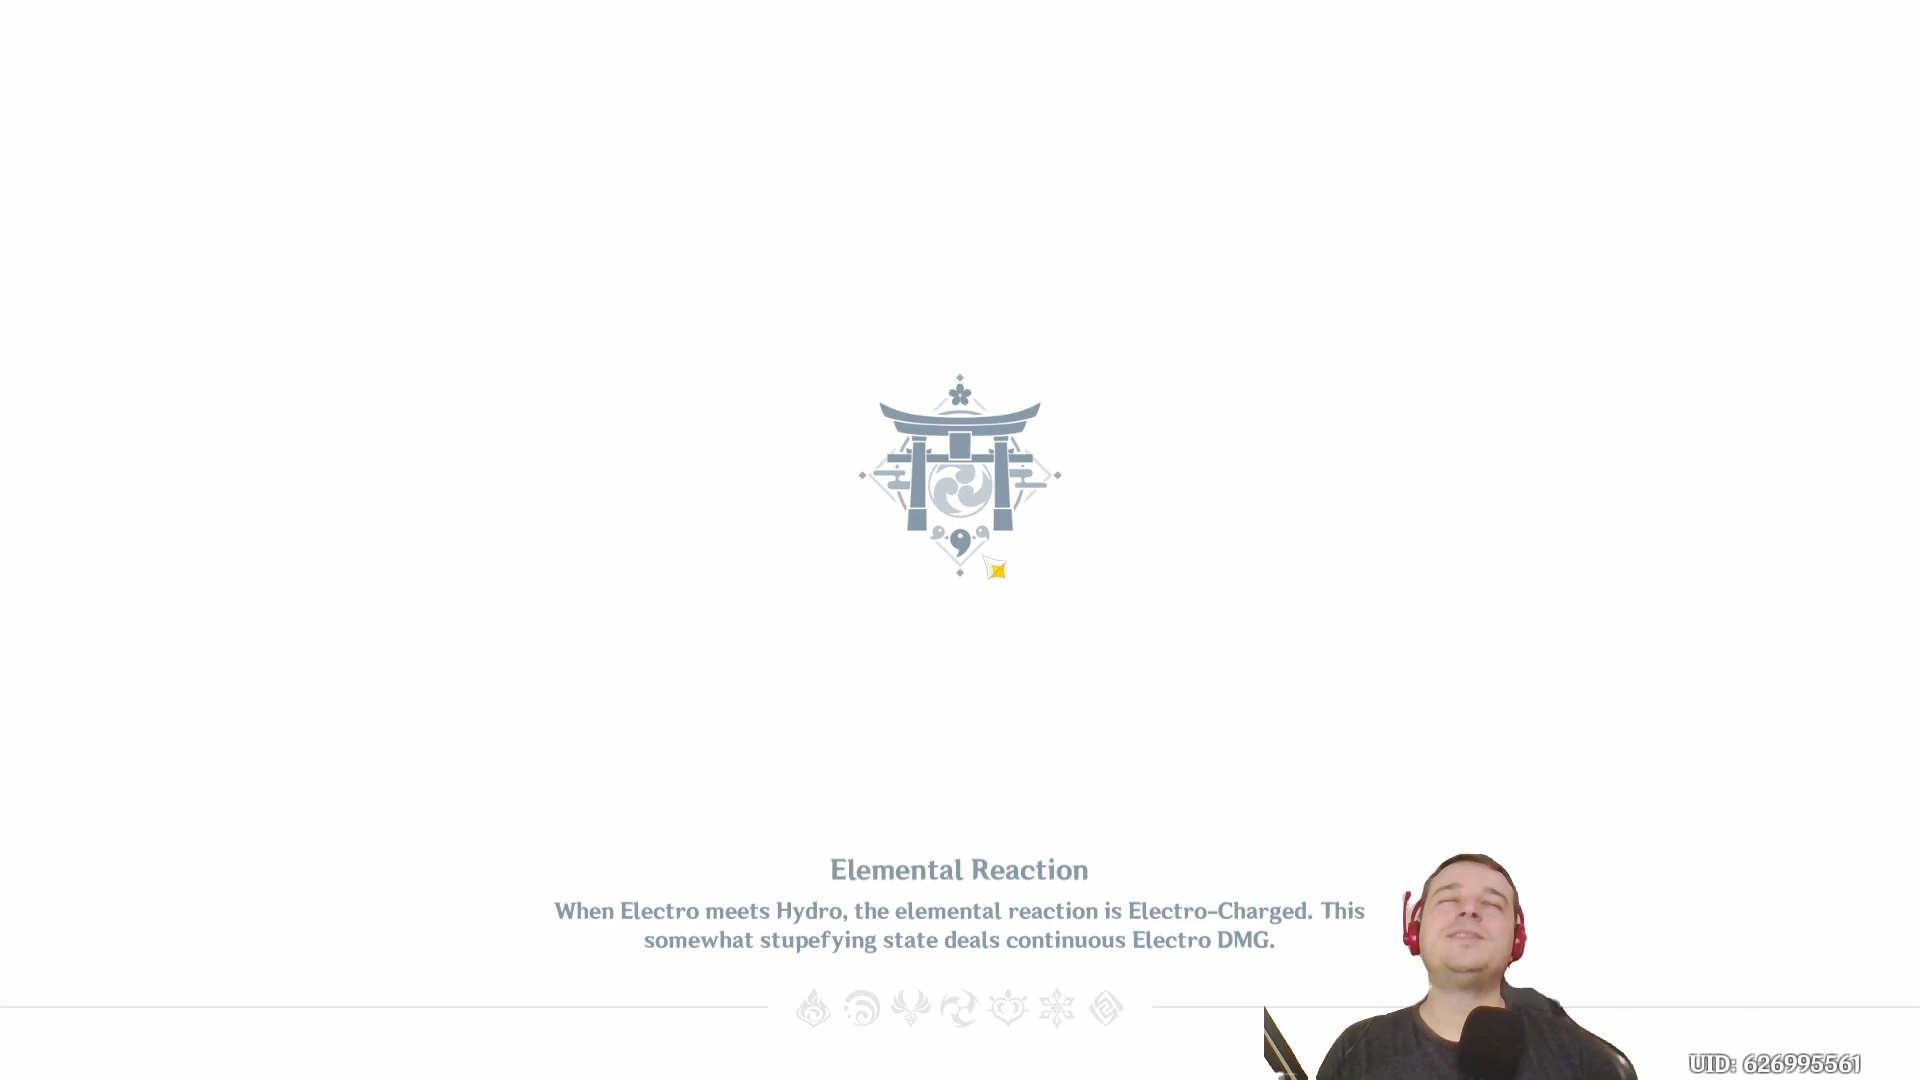 Elemental Reaction
When Electro meets Hydro, the elemental reaction is Electro-Charged. This
somewhat stupefying state deals continuous Electro DMG.
UID: 626995561